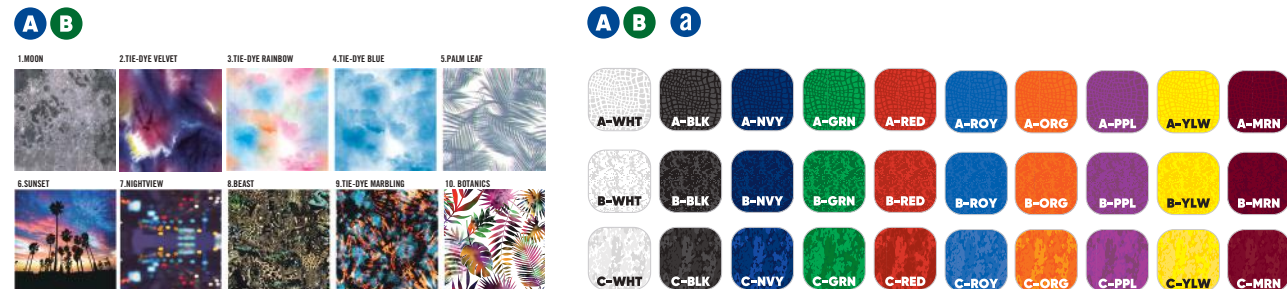 A B
1.MOON 2.TIE-DYE VELVET 3.TIE-DYE RAINBOW 4.TIE-DYE BLUE 5.PALM LEAF
6.SUNSET 7.NIGHTVIEW 8.BEAST 9.TIE-DYE MARBLING 10. BOTANICS
A B a
A-WHT A-BLK A-NVY A-GRN A-RED A-ROY A-ORG A-PPL A-YLW A-MRN
B-WHT B-BLK B-NVY B-GRN B-RED B-ROY B-ORG B-PPL B-YLW B-MRN
C-WHT C-BLK C-NVY C-GRN C-RED C-ROY C-ORG C-PPL C-YLW C-MRN